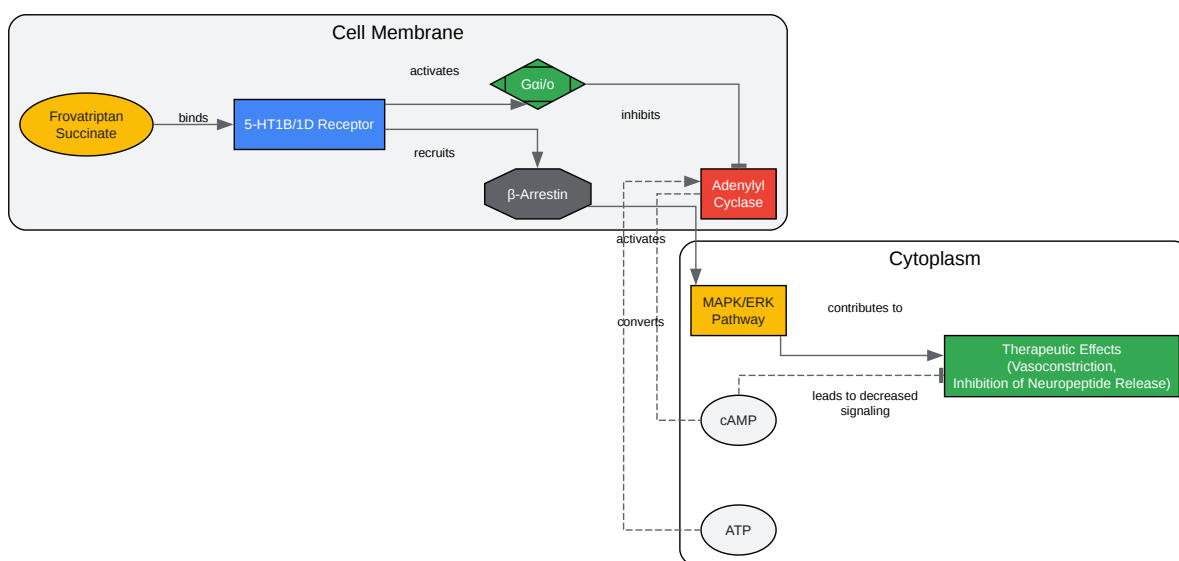 Cell Membrane
activates
Gαi/o
Frovatriptan
Succinate
binds
5-HT1B/1D Receptor
inhibits
recruits
β-Arrestin
Adenylyl
Cyclase
activates
Cytoplasm
MAPK/ERK
Pathway
contributes to
converts
Therapeutic Effects
(Vasoconstriction,
Inhibition of Neuropeptide Release)
leads to decreased
signaling
cAMP
ATP